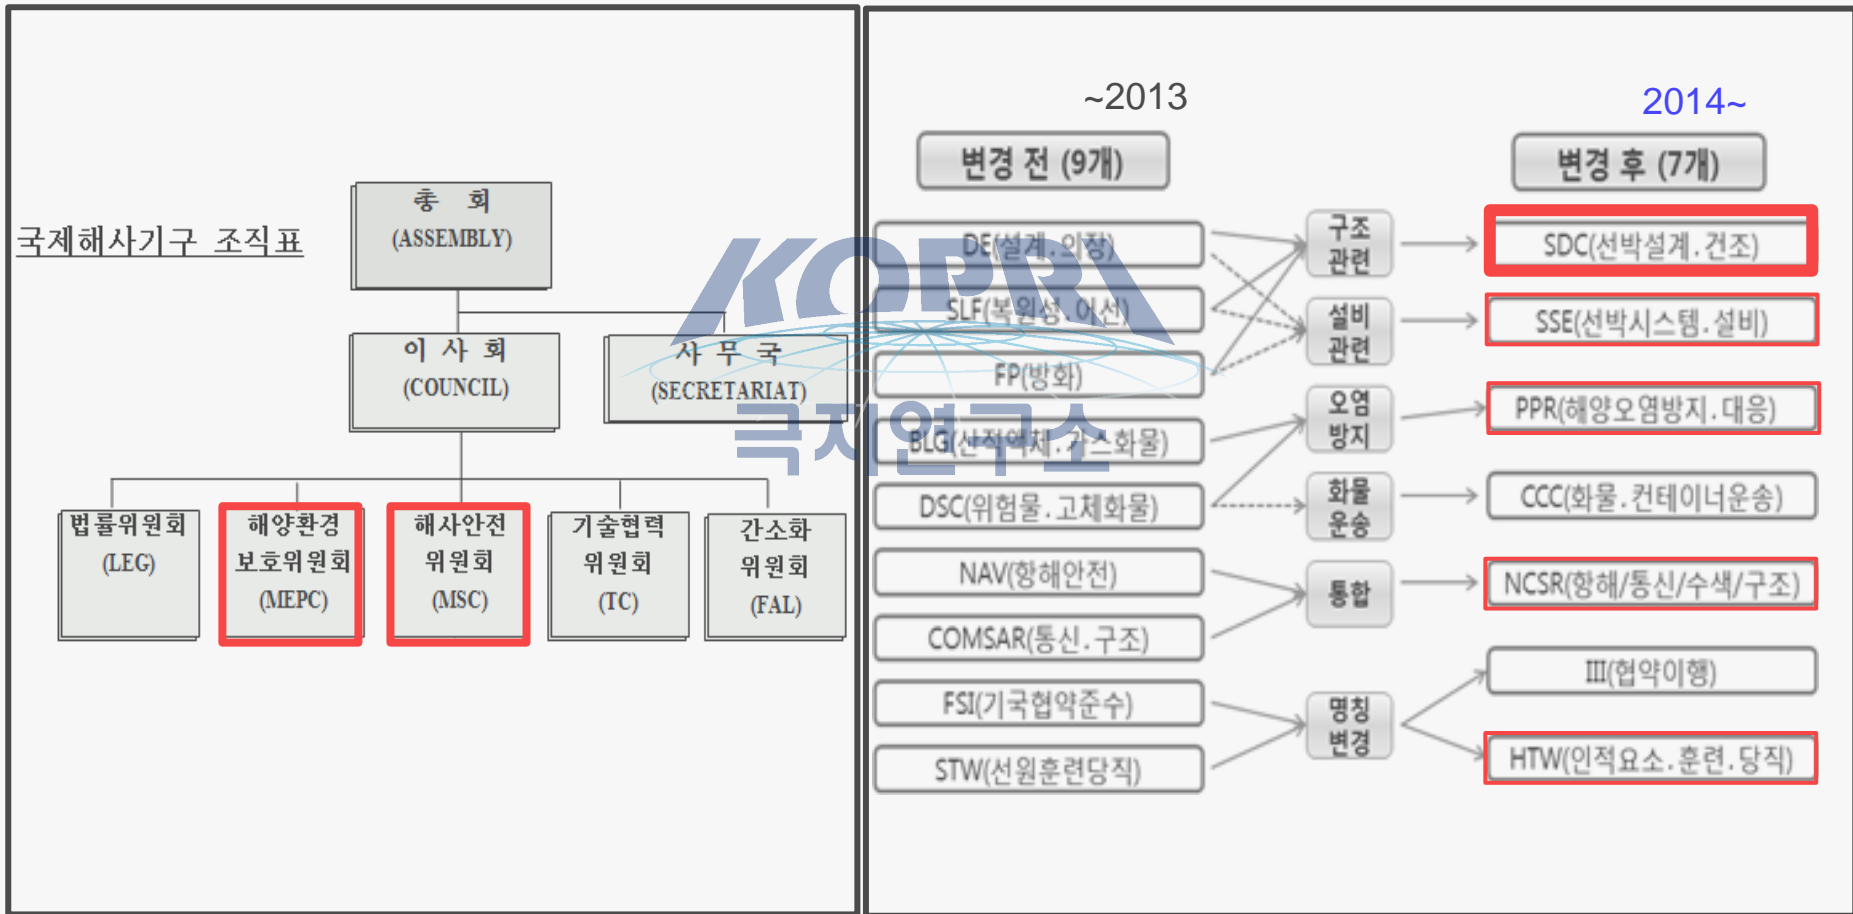 국제해사기구 조직표
총 회
(ASSEMBLY)
이 사 회
(COUNCIL)
사 무 국
(SECRETARIAT)
법률위원회
(LEG)
해양환경
보호위원회
(MEPC)
해사안전
위원회
(MSC)
기술협력
위원회
(TC)
간소화
위원회
(FAL)
KOPRI
극지연구소
~2013
2014~
변경 전 (9개)
변경 후 (7개)
DE(설계.의장)
SLF(복원성.어선)
FP(방화)
BLG(산적액체.가스화물)
DSC(위험물.고체화물)
NAV(항해안전)
COMSAR(통신.구조)
FSI(기국협약준수)
STW(선원훈련당직)
구조
관련
설비
관련
오염
방지
화물
운송
통합
명칭
변경
SDC(선박설계.건조)
SSE(선박시스템.설비)
PPR(해양오염방지.대응)
CCC(화물.컨테이너운송)
NCSR(항해/통신/수색/구조)
III(협약이행)
HTW(인적요소.훈련.당직)